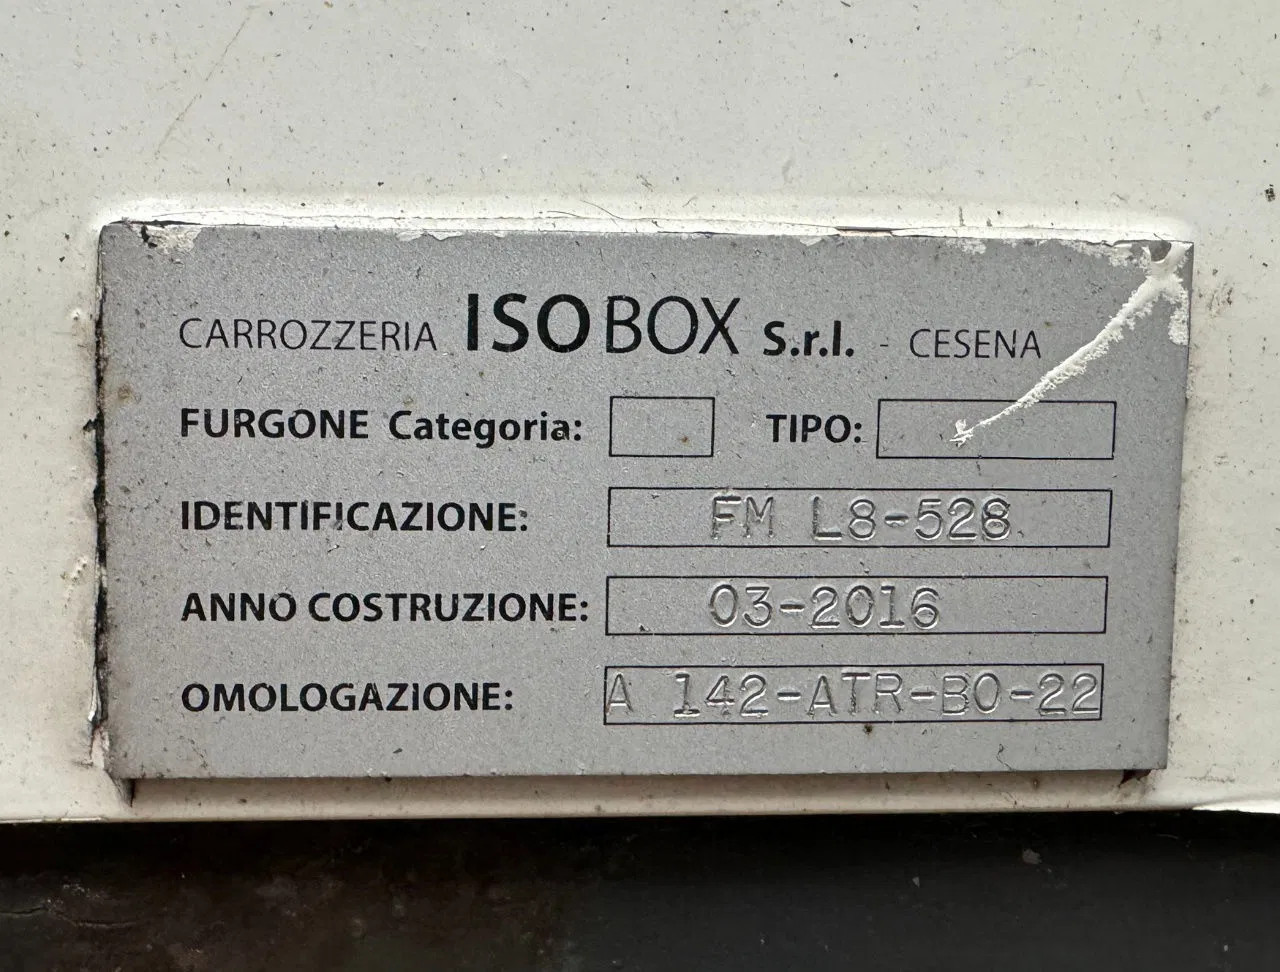 CARROZZERIA ISOBOX S.r.l. - CESENA
FURGONE Categoria: TIPO:
IDENTIFICAZIONE: FM L8-528
ANNO COSTRUZIONE: 03-2016
OMOLOGAZIONE: A 142-ATR-BO-22